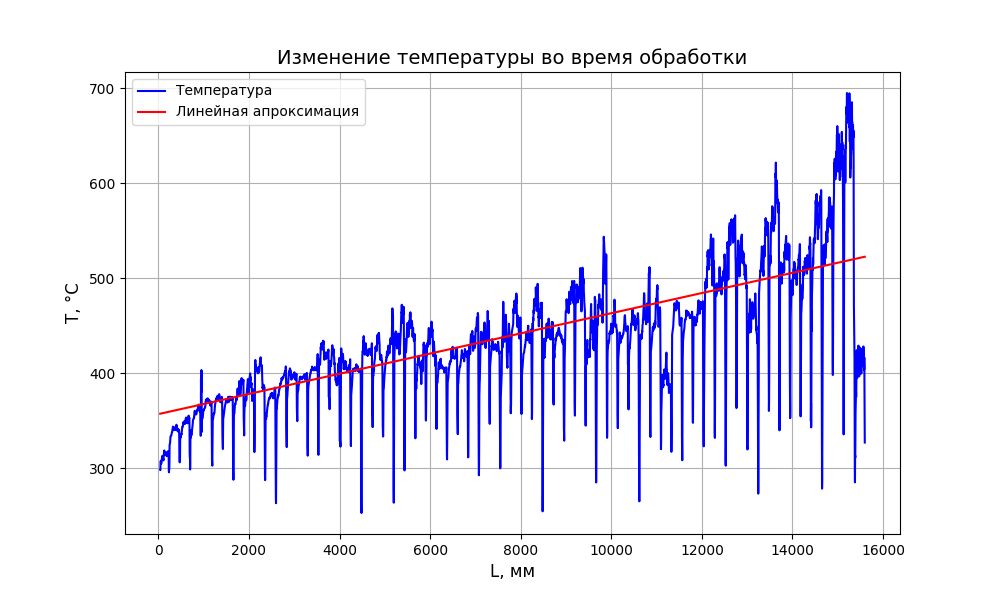 Изменение температуры во время обработки
Температура
Линейная апроксимация
700
600
500
400
300
T, °C
0 2000 4000 6000 8000 10000 12000 14000 16000
L, мм